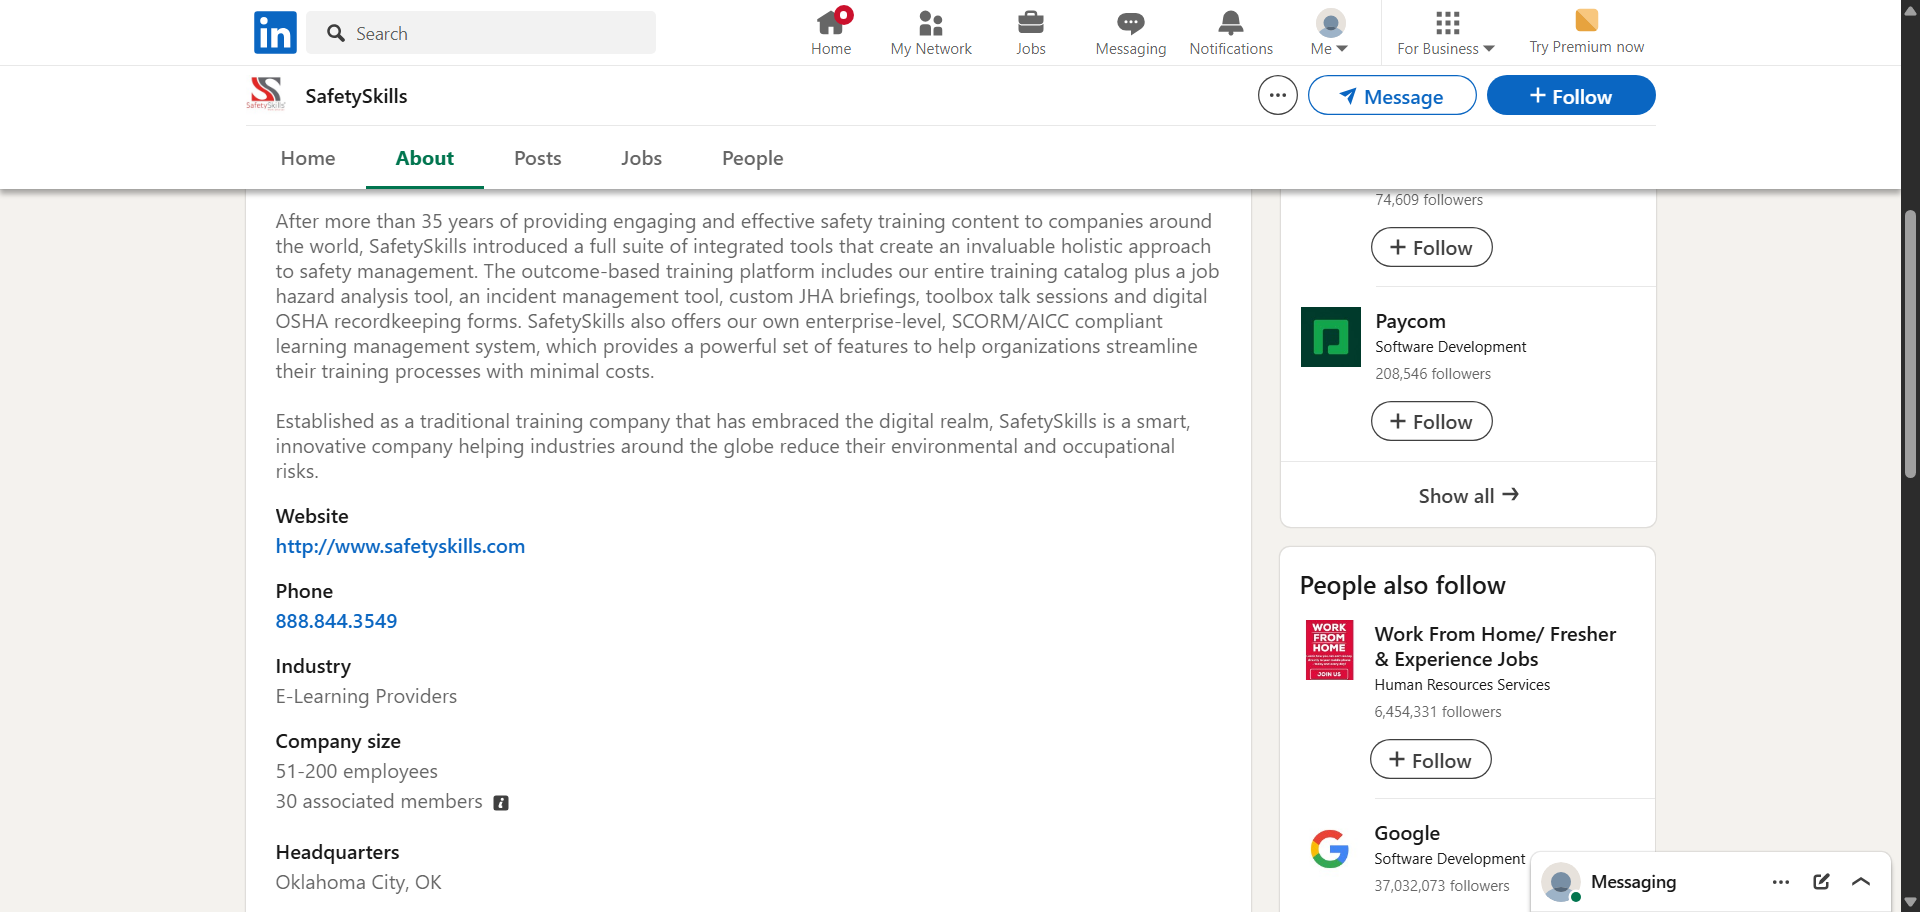 in
Search
Home
My Network
Jobs
Messaging
Notifications
Me
For Business
Try Premium now
SafetySkills
SafetySkills
Message
Follow
Home
About
Posts
Jobs
People
After more than 35 years of providing engaging and effective safety training content to companies around
the world, SafetySkills introduced a full suite of integrated tools that create an invaluable holistic approach
to safety management. The outcome-based training platform includes our entire training catalog plus a job
hazard analysis tool, an incident management tool, custom JHA briefings, toolbox talk sessions and digital
OSHA recordkeeping forms. SafetySkills also offers our own enterprise-level, SCORM/AICC compliant
learning management system, which provides a powerful set of features to help organizations streamline
their training processes with minimal costs.
Established as a traditional training company that has embraced the digital realm, SafetySkills is a smart,
innovative company helping industries around the globe reduce their environmental and occupational
risks.
Website
http://www.safetyskills.com
Phone
888.844.3549
Industry
E-Learning Providers
Company size
51-200 employees
30 associated members
Headquarters
Oklahoma City, OK
74,609 followers
Follow
Paycom
Software Development
208,546 followers
Follow
Show all
People also follow
WORK
FROM
HOME
JOIN US
Work From Home/ Fresher
& Experience Jobs
Human Resources Services
6,454,331 followers
Follow
Google
Software Development
37,032,073 followers
Messaging